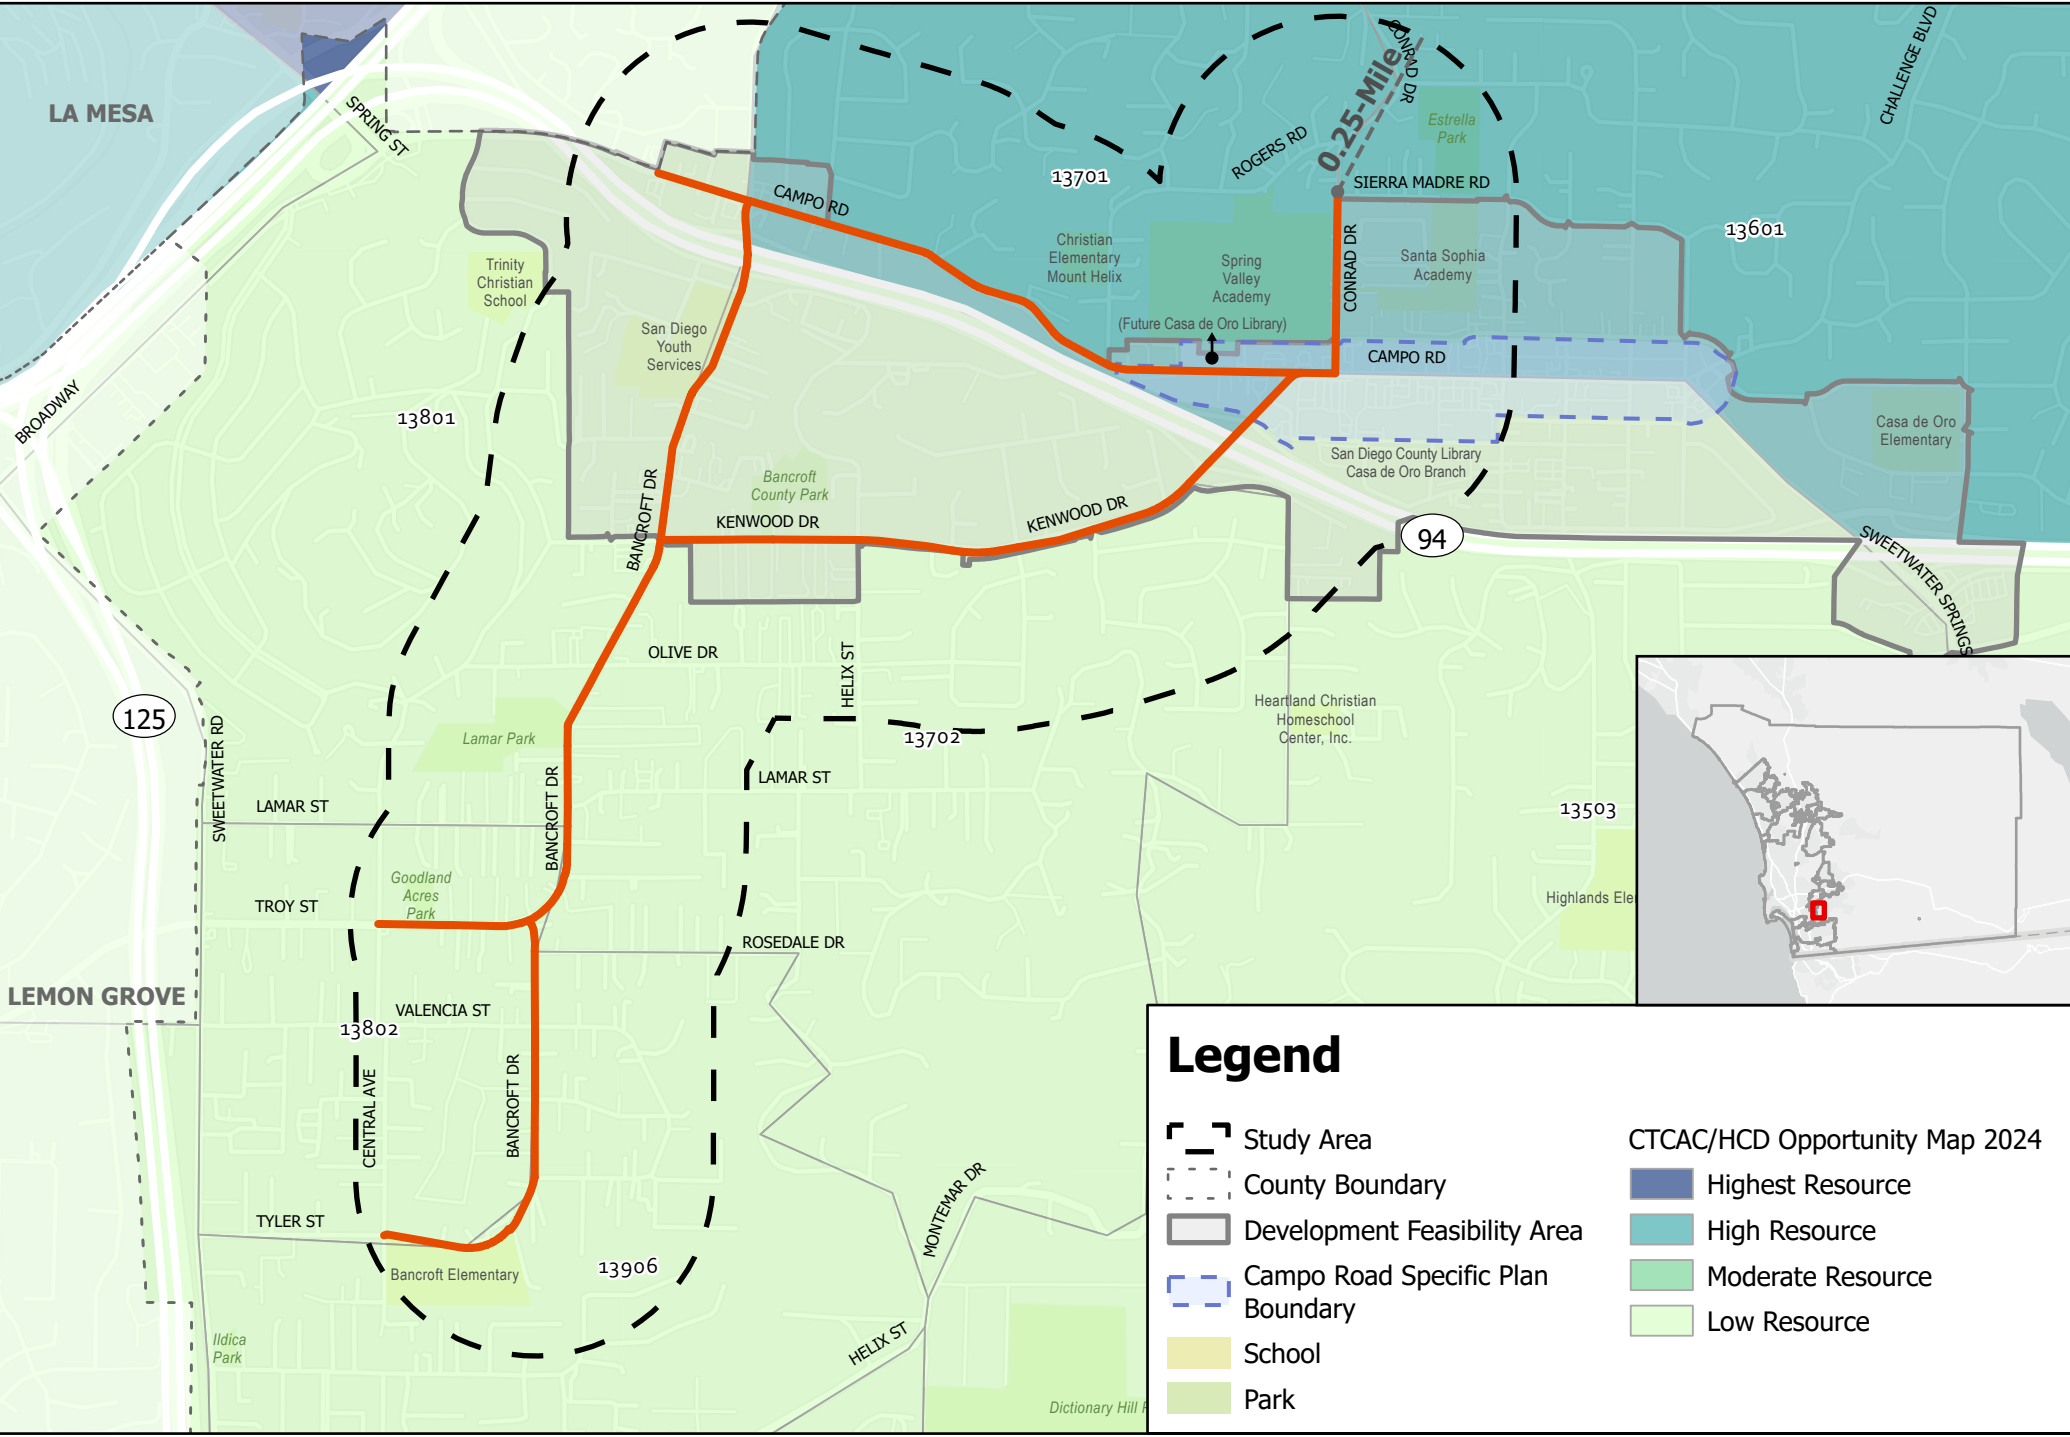 LA MESA
SPRING ST
CONRAD DR
CHALLENGE BLVD
0.25-Mile
Estrella
Park
ROGERS RD
13701
SIERRA MADRE RD
CAMPO RD
13601
Christian
Elementary
Mount Helix
Spring
Valley
Academy
CONRAD DR
Santa Sophia
Academy
Trinity
Christian
School
San Diego
Youth
Services
(Future Casa de Oro Library)
CAMPO RD
BROADWAY
13801
Casa de Oro
Elementary
San Diego County Library
Casa de Oro Branch
Bancroft
County Park
BANCROFT DR
KENWOOD DR
KENWOOD DR
94
SWEETWATER SPRINGS
OLIVE DR
HELIX ST
125
SWEETWATER RD
Lamar Park
13702
Heartland Christian
Homeschool
Center, Inc.
LAMAR ST
LAMAR ST
BANCROFT DR
13503
Goodland
Acres
Park
TROY ST
Highlands Ele
ROSEDALE DR
LEMON GROVE
VALENCIA ST
13802
CENTRAL AVE
BANCROFT DR
TYLER ST
MONTEMAR DR
Bancroft Elementary
13906
Ildica
Park
HELIX ST
Dictionary Hill
Legend
Study Area
County Boundary
Development Feasibility Area
Campo Road Specific Plan
Boundary
School
Park
CTCAC/HCD Opportunity Map 2024
Highest Resource
High Resource
Moderate Resource
Low Resource